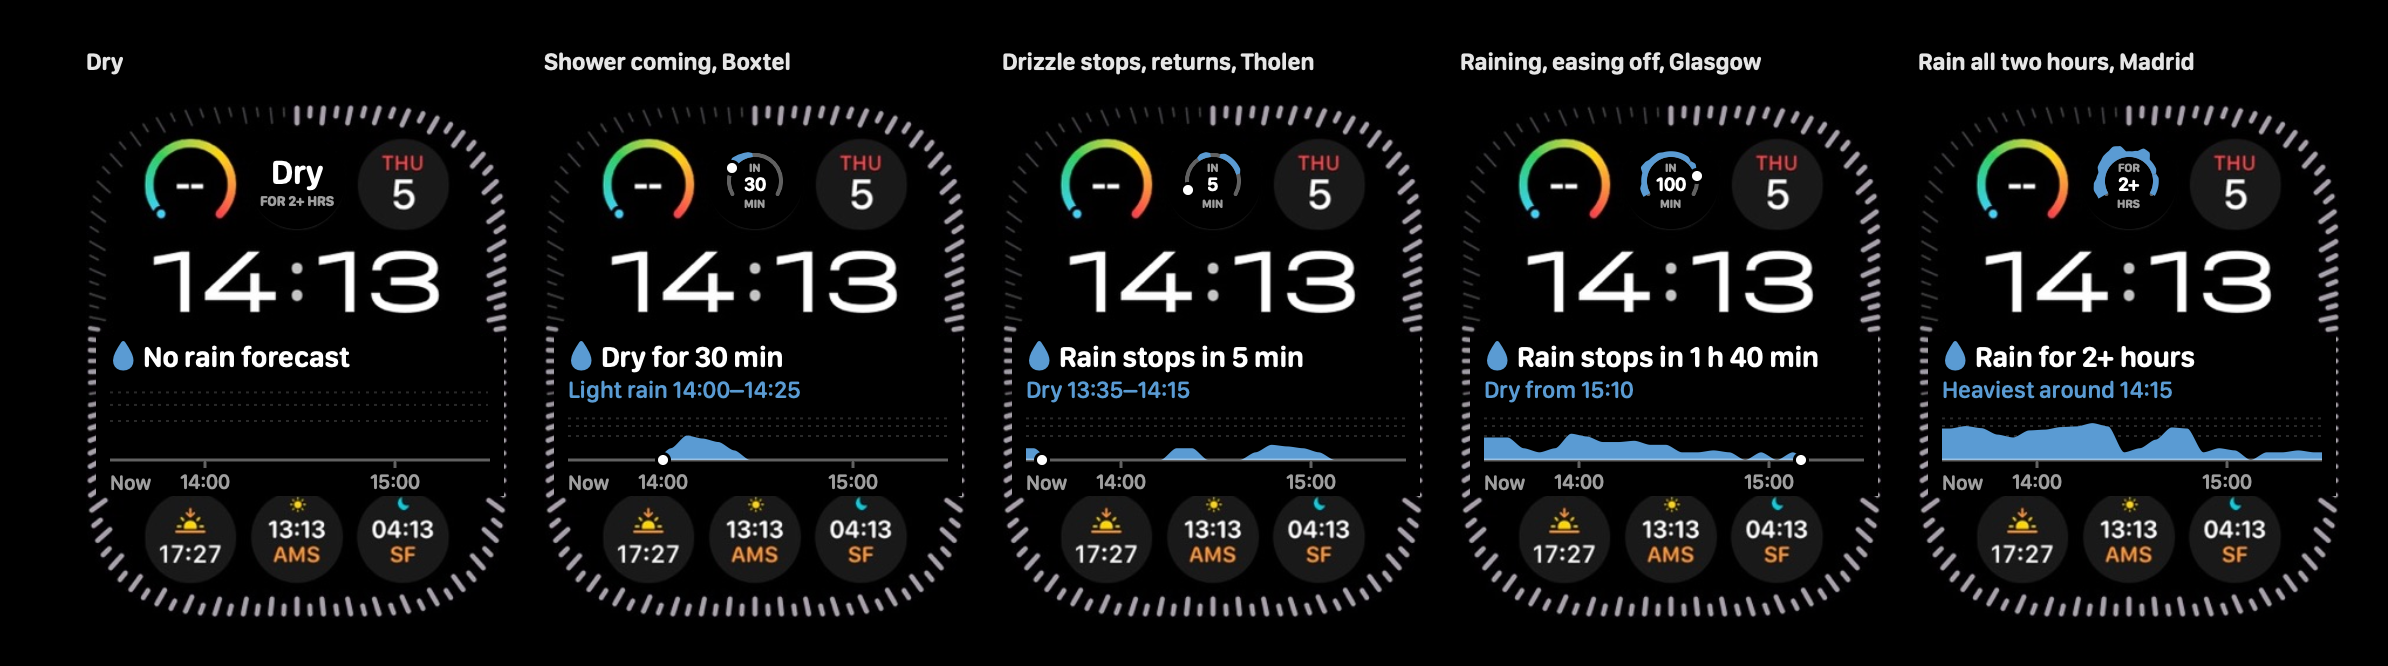 Dry
--
Dry
FOR 2+ HRS
THU
5
14:13
No rain forecast
Now 14:00 15:00
17:27
13:13
AMS
04:13
SF
Shower coming, Boxtel
--
IN
30
MIN
THU
5
14:13
Dry for 30 min
Light rain 14:00–14:25
Now 14:00 15:00
17:27
13:13
AMS
04:13
SF
Drizzle stops, returns, Tholen
--
IN
5
MIN
THU
5
14:13
Rain stops in 5 min
Dry 13:35–14:15
Now 14:00 15:00
17:27
13:13
AMS
04:13
SF
Raining, easing off, Glasgow
--
IN
100
MIN
THU
5
14:13
Rain stops in 1 h 40 min
Dry from 15:10
Now 14:00 15:00
17:27
13:13
AMS
04:13
SF
Rain all two hours, Madrid
--
FOR
2+
HRS
THU
5
14:13
Rain for 2+ hours
Heaviest around 14:15
Now 14:00 15:00
17:27
13:13
AMS
04:13
SF